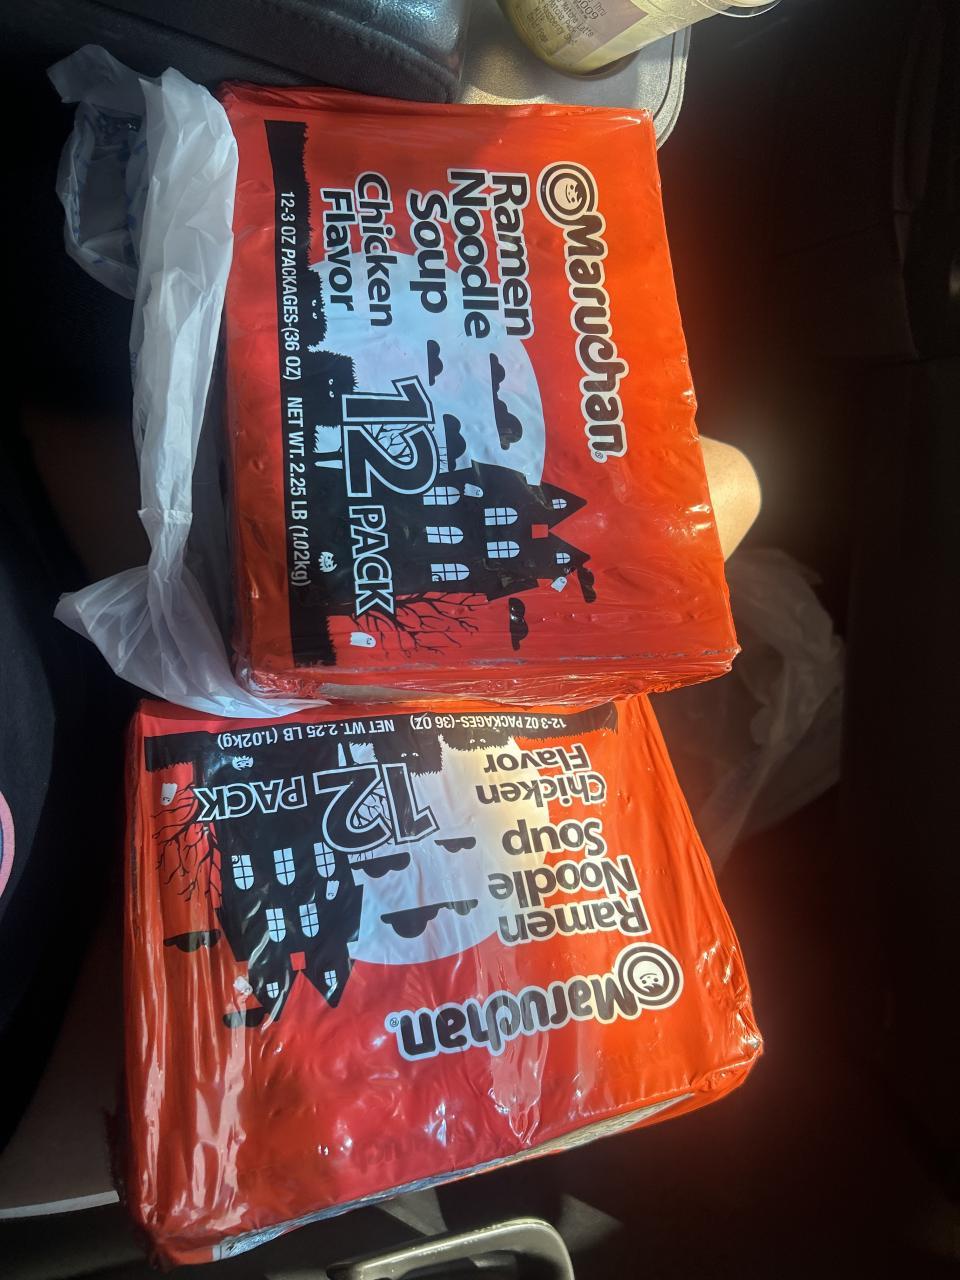 Maruchan®
Ramen
Noodle
Soup
Chicken
Flavor
12 PACK
12-3 OZ PACKAGES-(36 OZ) NET WT. 2.25 LB (1.02kg)
Maruchan®
Ramen
Noodle
Soup
Chicken
Flavor
12 PACK
12-3 OZ PACKAGES-(36 OZ) NET WT. 2.25 LB (1.02kg)